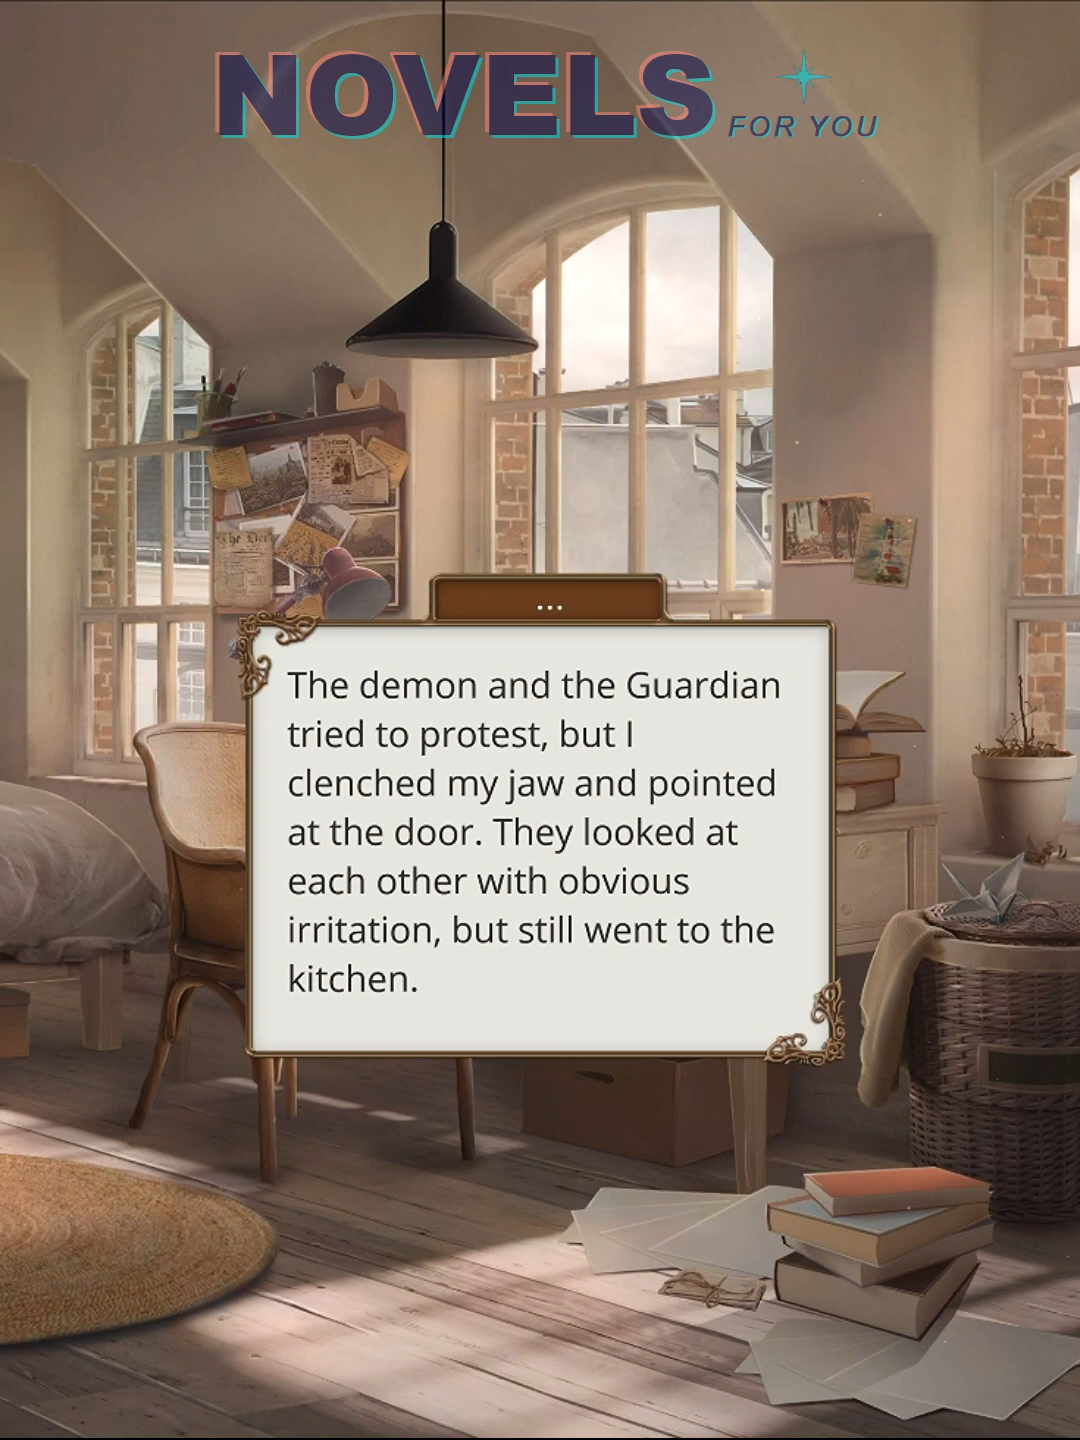 NOVELS
FOR YOU
...
The demon and the Guardian
tried to protest, but I
clenched my jaw and pointed
at the door. They looked at
each other with obvious
irritation, but still went to the
kitchen.